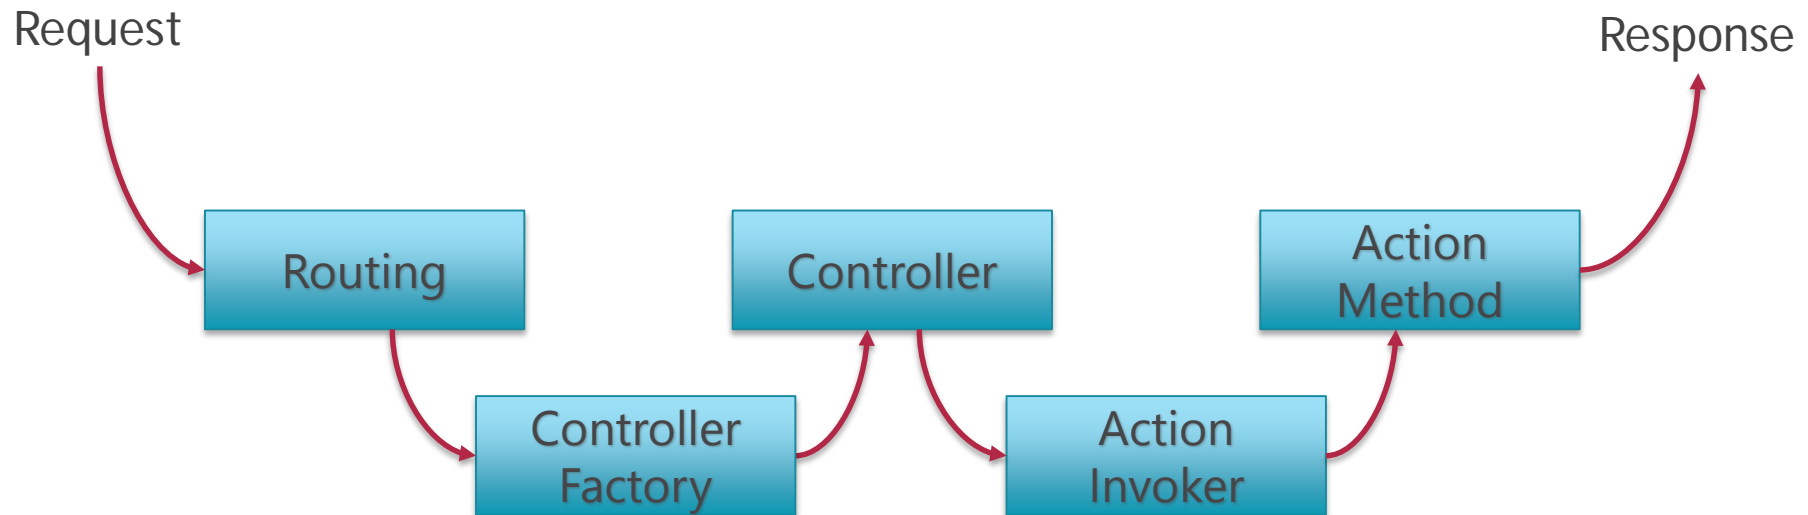 Request
Response
Routing
Controller
Action
Method
Controller
Factory
Action
Invoker